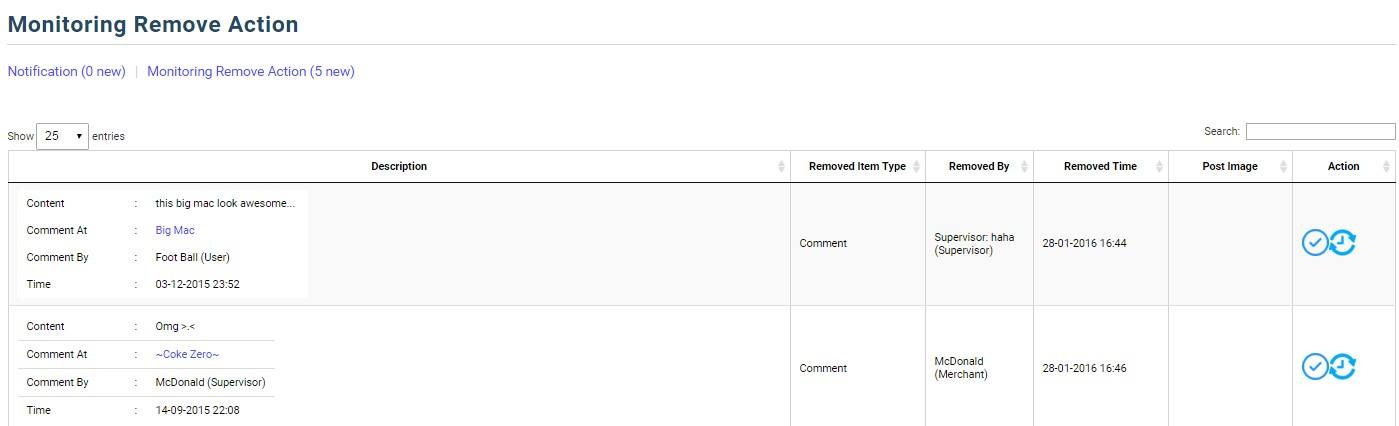 Monitoring Remove Action
Notification (0 new) | Monitoring Remove Action (5 new)
Show 25 entries
Search:
Description Removed Item Type Removed By Removed Time Post Image Action
Content : this big mac look awesome...
Comment At : Big Mac
Comment By : Foot Ball (User)
Time : 03-12-2015 23:52
Comment
Supervisor: haha
(Supervisor)
28-01-2016 16:44
Content : Omg >.<
Comment At : ~Coke Zero~
Comment By : McDonald (Supervisor)
Time : 14-09-2015 22:08
Comment
McDonald
(Merchant)
28-01-2016 16:46